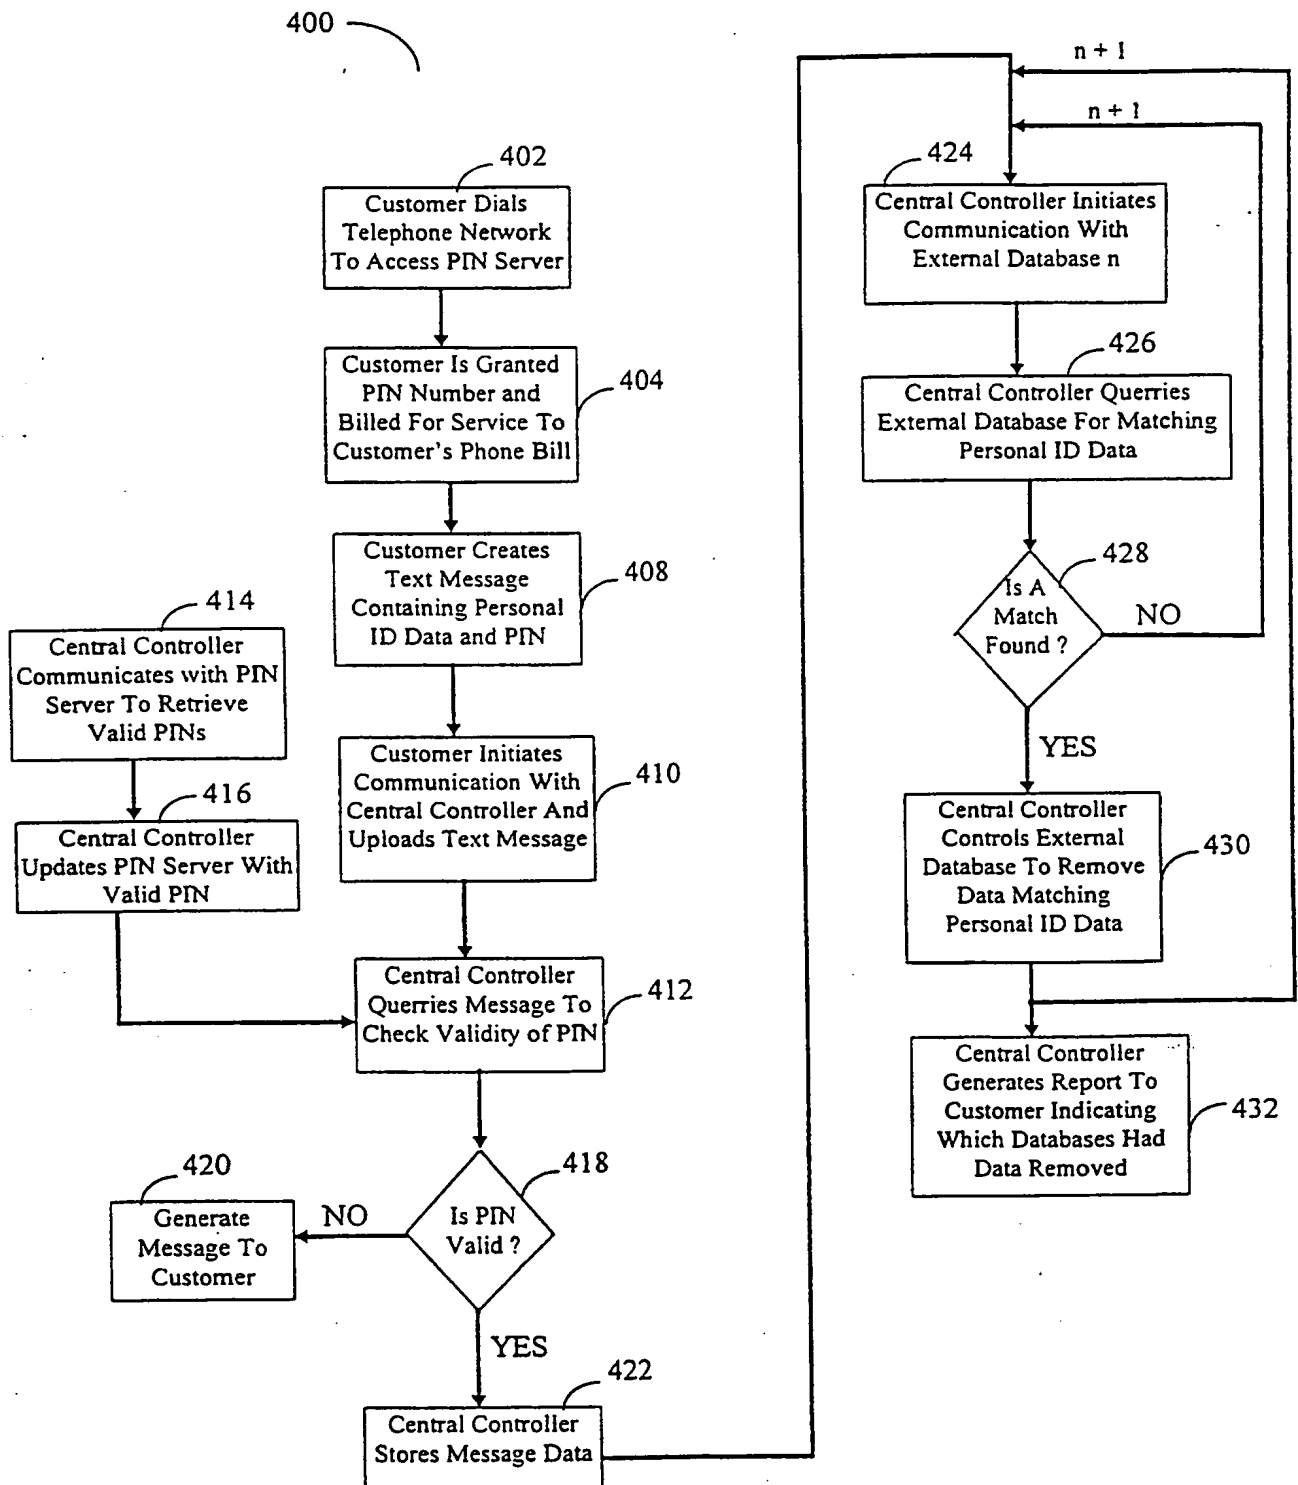 400
402
Customer Dials
Telephone Network
To Access PIN Server
Customer Is Granted
PIN Number and
Billed For Service To
Customer's Phone Bill
404
Customer Creates
Text Message
Containing Personal
ID Data and PIN
408
414
Central Controller
Communicates with PIN
Server To Retrieve
Valid PINs
Customer Initiates
Communication With
Central Controller And
Uploads Text Message
410
416
Central Controller
Updates PIN Server With
Valid PIN
Central Controller
Querries Message To
Check Validity of PIN
412
418
Is PIN
Valid ?
NO
420
Generate
Message To
Customer
YES
422
Central Controller
Stores Message Data
n + 1
n + 1
424
Central Controller Initiates
Communication With
External Database n
426
Central Controller Querries
External Database For Matching
Personal ID Data
428
Is A
Match
Found ?
NO
YES
Central Controller
Controls External
Database To Remove
Data Matching
Personal ID Data
430
Central Controller
Generates Report To
Customer Indicating
Which Databases Had
Data Removed
432